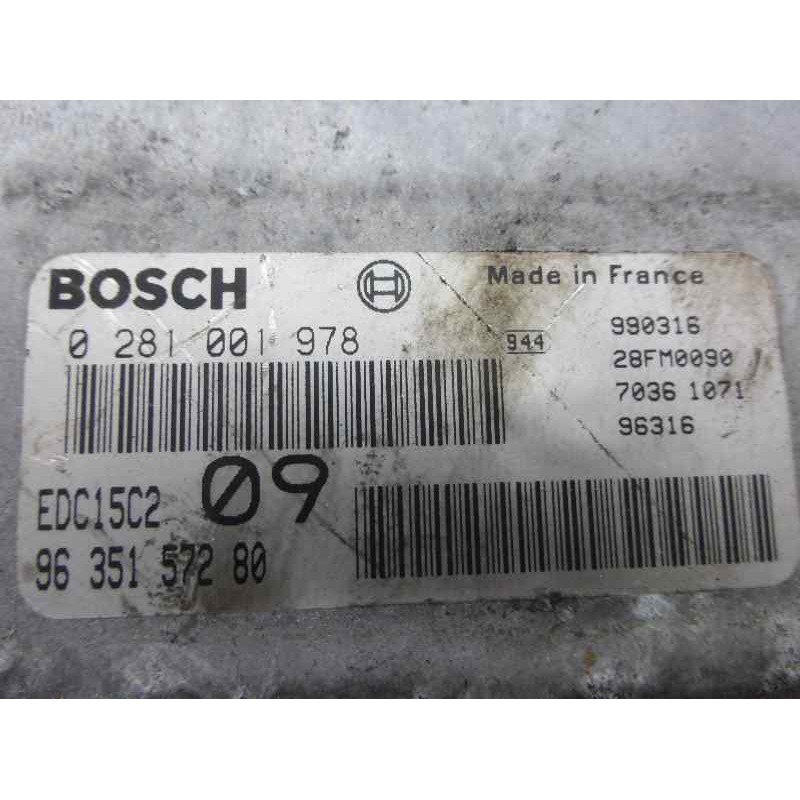 BOSCH
Made in France
0 281 001 978
944
990316
28FM0090
7036 1071
96316
EDC15C2
09
96 351 572 80